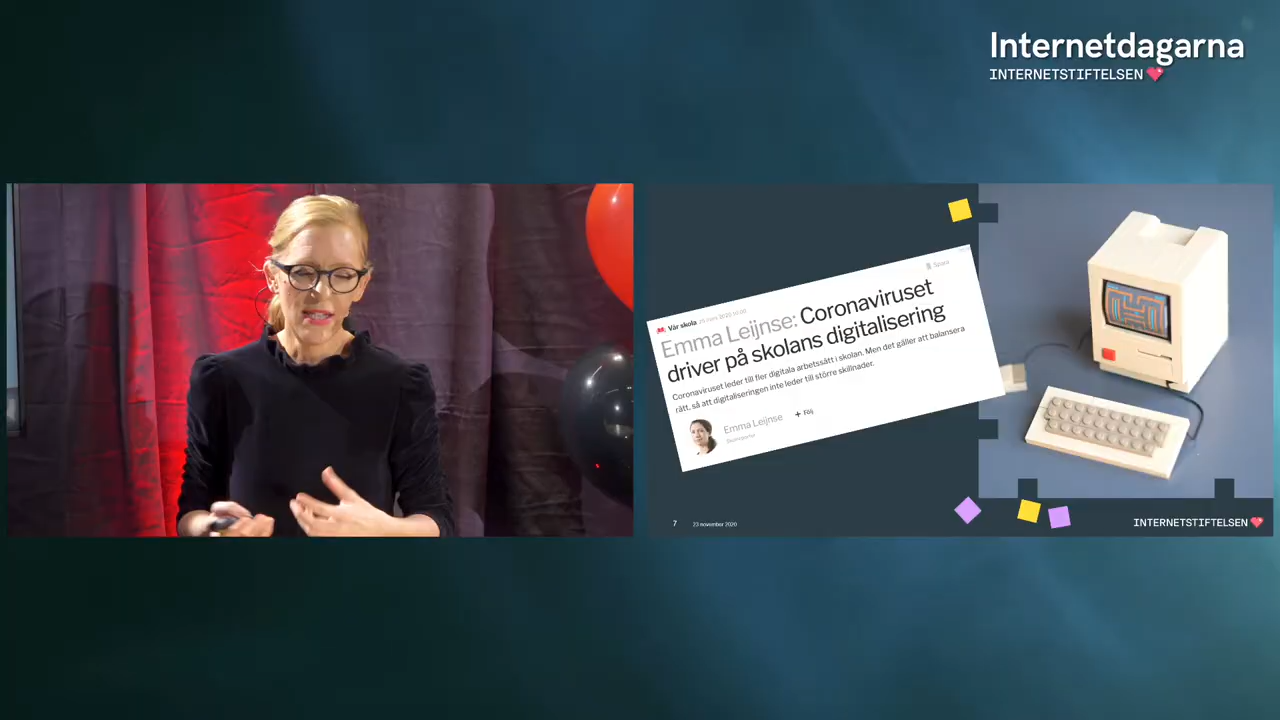 Internetdagarna
INTERNETSTIFTELSEN
Spara
Vår skola
Emma Leijnse: Coronaviruset
driver på skolans digitalisering
Coronaviruset leder till fler digitala arbetssätt i skolan. Men det gäller att balansera
rätt, så att digitaliseringen inte leder till större skillnader.
Emma Leijnse + Följ
7 23 november 2020
INTERNETSTIFTELSEN